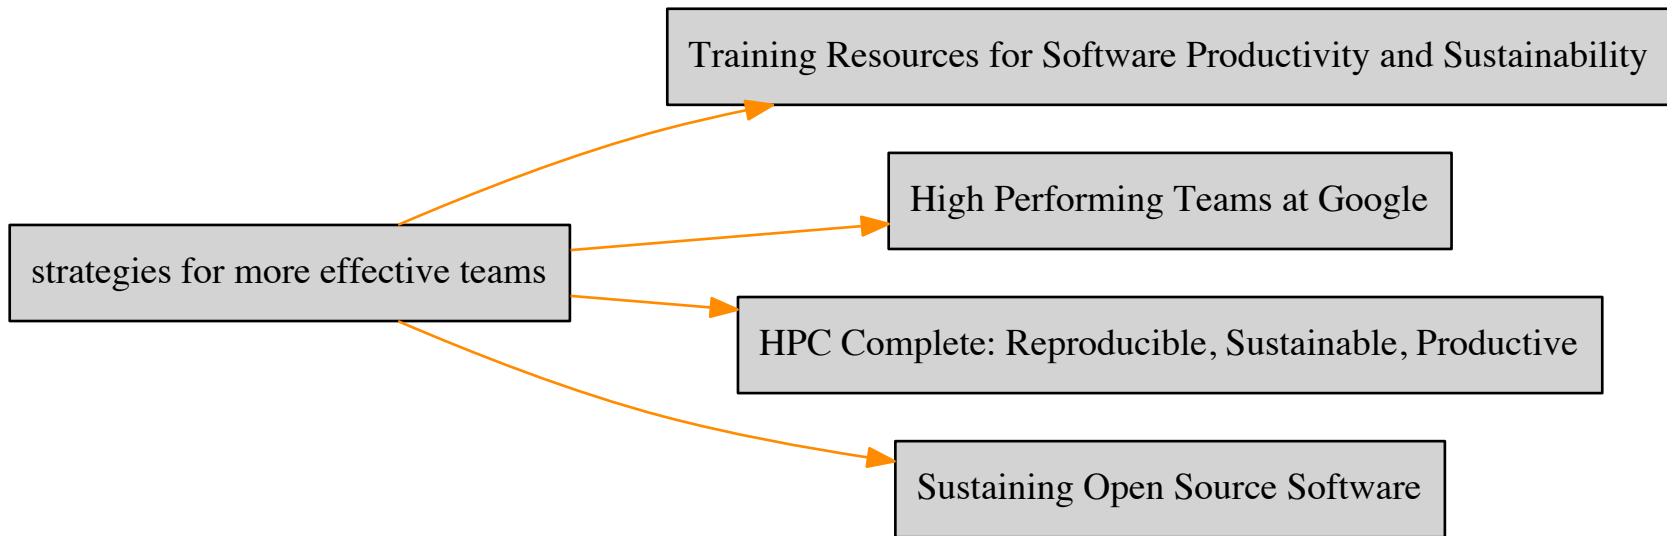 Training Resources for Software Productivity and Sustainability
High Performing Teams at Google
strategies for more effective teams
HPC Complete: Reproducible, Sustainable, Productive
Sustaining Open Source Software